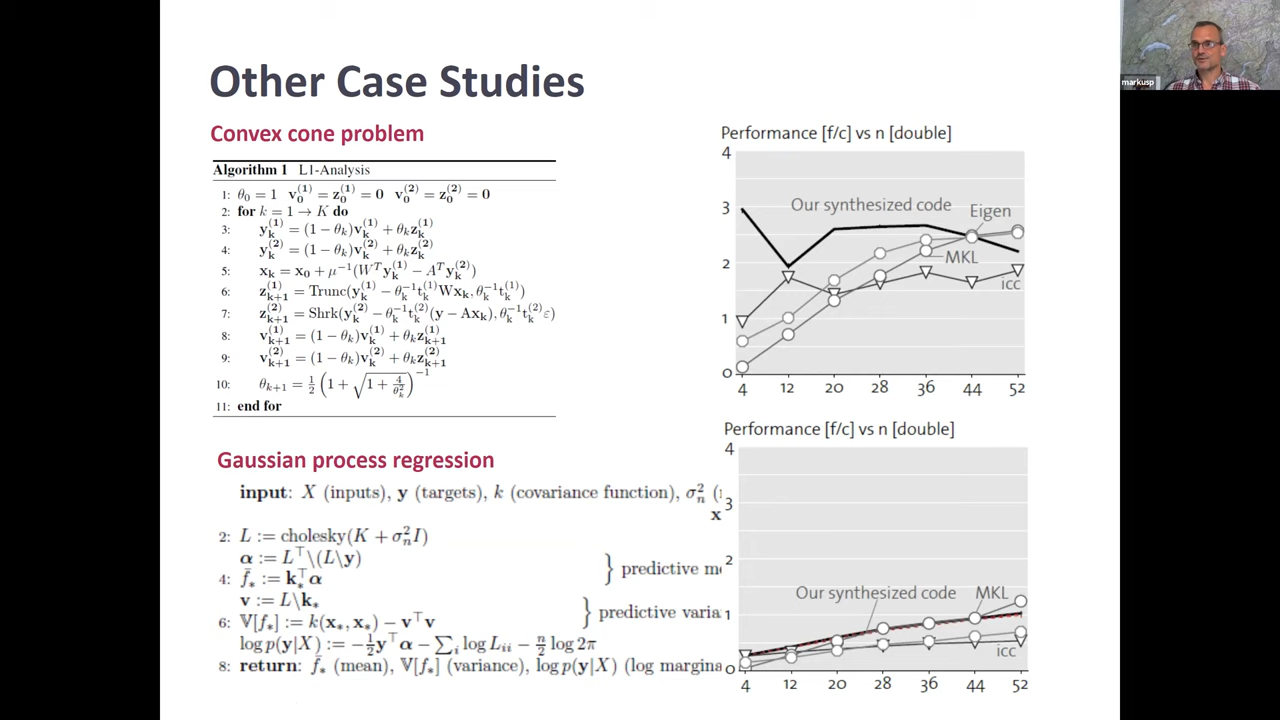 Other Case Studies
markusp
Convex cone problem
Algorithm 1 L1-Analysis
1: θ₀ = 1 v₀⁽¹⁾ = z₀⁽¹⁾ = 0 v₀⁽²⁾ = z₀⁽²⁾ = 0
2: for k = 1 → K do
3: yₖ⁽¹⁾ = (1 − θₖ)vₖ⁽¹⁾ + θₖzₖ⁽¹⁾
4: yₖ⁽²⁾ = (1 − θₖ)vₖ⁽²⁾ + θₖzₖ⁽²⁾
5: xₖ = x₀ + μ⁻¹(Wᵀyₖ⁽¹⁾ − Aᵀyₖ⁽²⁾)
6: zₖ₊₁⁽¹⁾ = Trunc(yₖ⁽¹⁾ − θₖ⁻¹tₖ⁽¹⁾Wxₖ, θₖ⁻¹tₖ⁽¹⁾)
7: zₖ₊₁⁽²⁾ = Shrk(yₖ⁽²⁾ − θₖ⁻¹tₖ⁽²⁾(y − Axₖ), θₖ⁻¹tₖ⁽²⁾ε)
8: vₖ₊₁⁽¹⁾ = (1 − θₖ)vₖ⁽¹⁾ + θₖzₖ₊₁⁽¹⁾
9: vₖ₊₁⁽²⁾ = (1 − θₖ)vₖ⁽²⁾ + θₖzₖ₊₁⁽²⁾
10: θₖ₊₁ = ½(1 + √(1 + 4/θₖ²))⁻¹
11: end for
Performance [f/c] vs n [double]
4
3
2
1
0
Our synthesized code
Eigen
MKL
icc
4 12 20 28 36 44 52
Gaussian process regression
input: X (inputs), y (targets), k (covariance function), σₙ² (
x
2: L := cholesky(K + σₙ²I)
α := L⊤\(L\y)
4: f̄∗ := k∗⊤α
} predictive m
v := L\k∗
6: 𝕍[f∗] := k(x∗, x∗) − v⊤v
} predictive varia
log p(y|X) := −½y⊤α − ∑ᵢ log Lᵢᵢ − n/2 log 2π
8: return: f̄∗ (mean), 𝕍[f∗] (variance), log p(y|X) (log margina
Performance [f/c] vs n [double]
4
3
2
1
0
Our synthesized code
MKL
icc
4 12 20 28 36 44 52